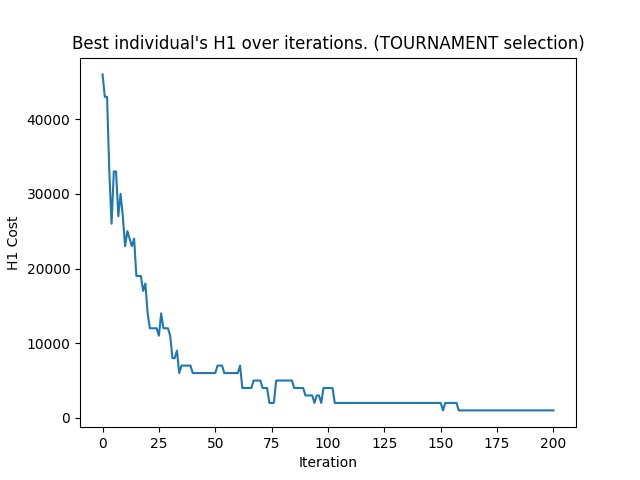 Best individual's H1 over iterations. (TOURNAMENT selection)
H1 Cost
40000
30000
20000
10000
0
0 25 50 75 100 125 150 175 200
Iteration